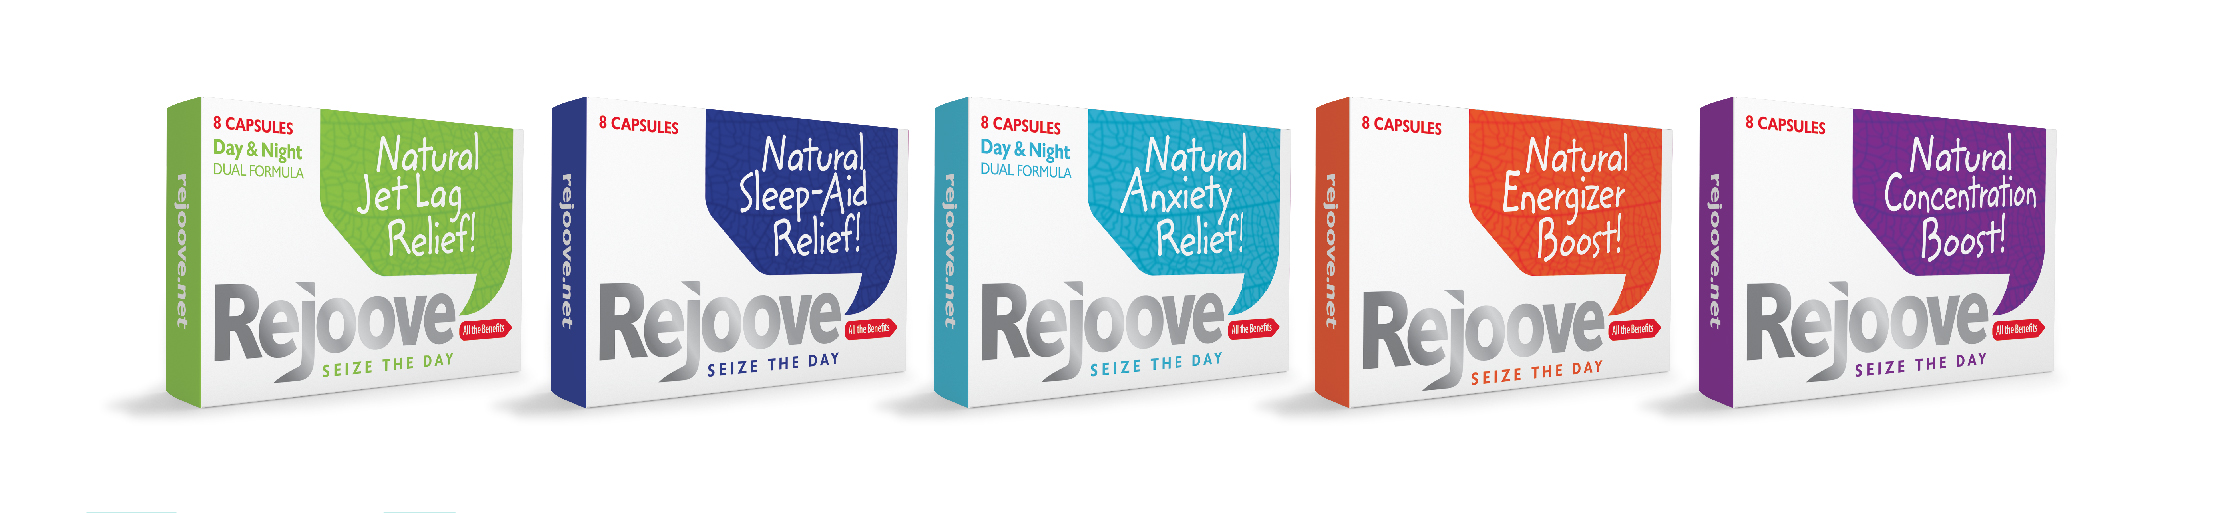 8 CAPSULES
Day & Night
DUAL FORMULA
Natural
Jet Lag
Relief!
Rejoove
All the Benefits
SEIZE THE DAY
rejoove.net
8 CAPSULES
Natural
Sleep-Aid
Relief!
Rejoove
All the Benefits
SEIZE THE DAY
rejoove.net
8 CAPSULES
Day & Night
DUAL FORMULA
Natural
Anxiety
Relief!
Rejoove
All the Benefits
SEIZE THE DAY
rejoove.net
8 CAPSULES
Natural
Energizer
Boost!
Rejoove
All the Benefits
SEIZE THE DAY
rejoove.net
8 CAPSULES
Natural
Concentration
Boost!
Rejoove
All the Benefits
SEIZE THE DAY
rejoove.net